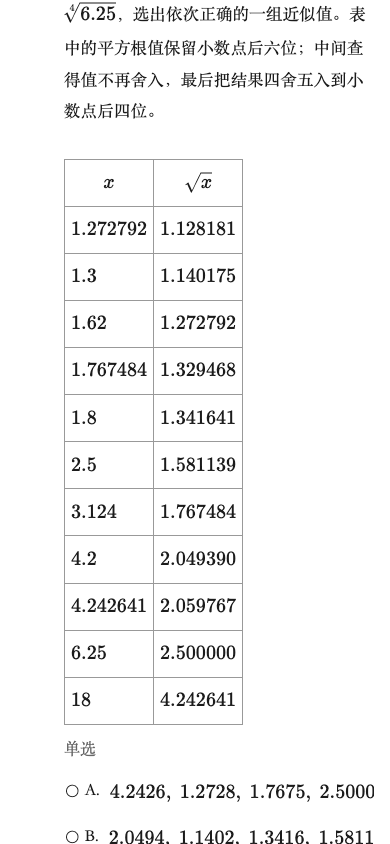 ∜6.25，选出依次正确的一组近似值。表
中的平方根值保留小数点后六位；中间查
得值不再舍入，最后把结果四舍五入到小
数点后四位。
x √x
1.272792 1.128181
1.3 1.140175
1.62 1.272792
1.767484 1.329468
1.8 1.341641
2.5 1.581139
3.124 1.767484
4.2 2.049390
4.242641 2.059767
6.25 2.500000
18 4.242641
单选
A. 4.2426, 1.2728, 1.7675, 2.5000
B. 2.0494, 1.1402, 1.3416, 1.5811